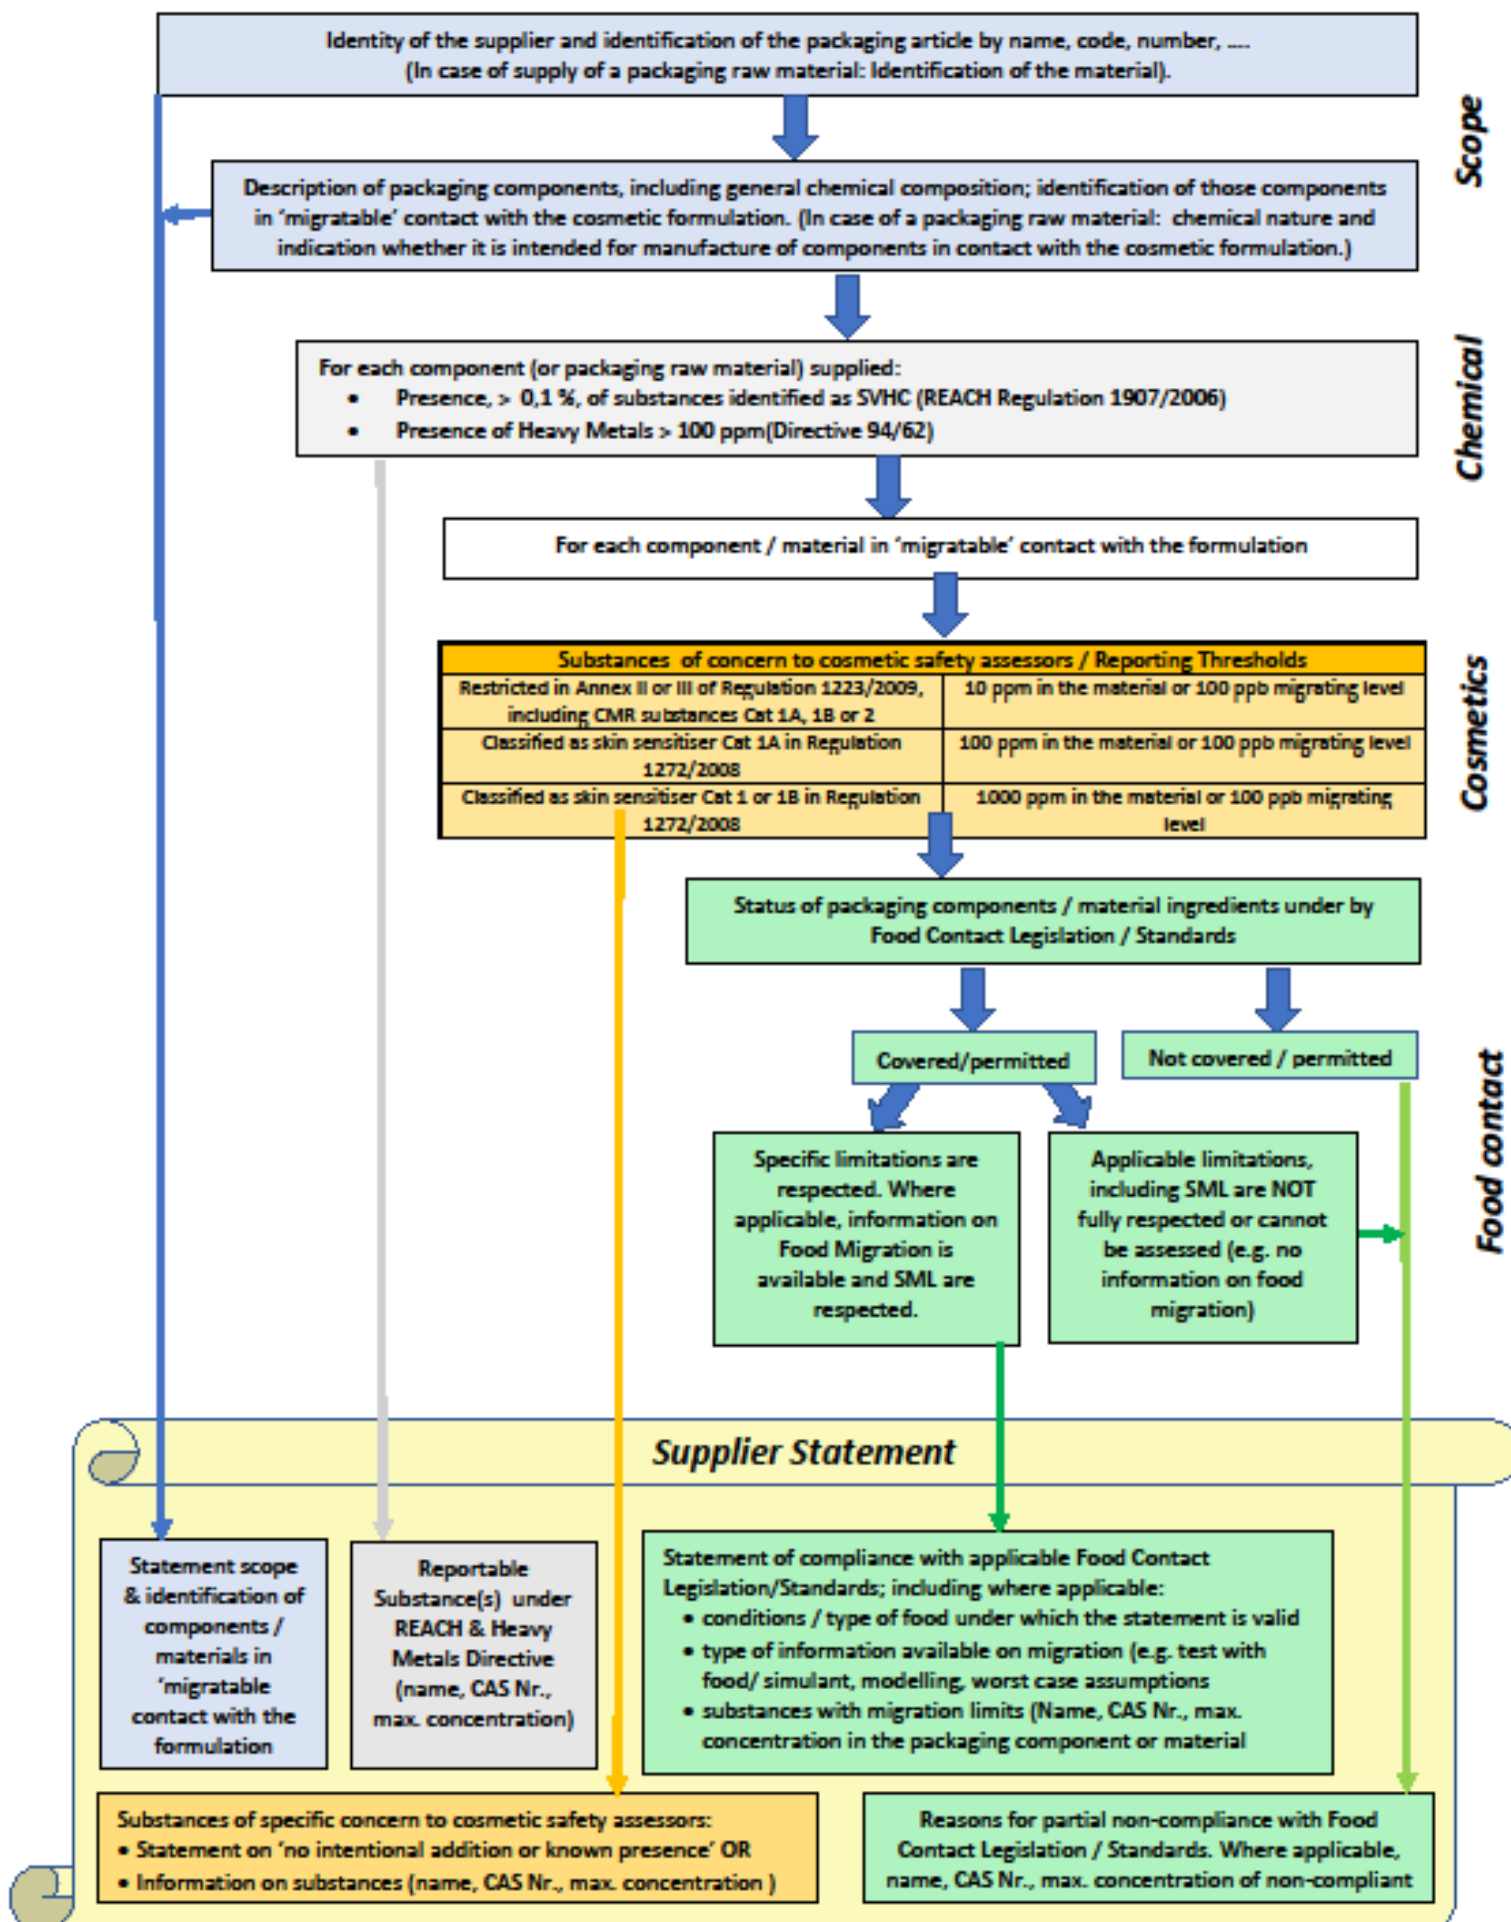 Identity of the supplier and identification of the packaging article by name, code, number, ....
(In case of supply of a packaging raw material: Identification of the material).
Scope
Description of packaging components, including general chemical composition; identification of those components
in ‘migratable’ contact with the cosmetic formulation. (In case of a packaging raw material: chemical nature and
indication whether it is intended for manufacture of components in contact with the cosmetic formulation.)
Chemical
For each component (or packaging raw material) supplied:
• Presence, > 0,1 %, of substances identified as SVHC (REACH Regulation 1907/2006)
• Presence of Heavy Metals > 100 ppm(Directive 94/62)
For each component / material in ‘migratable’ contact with the formulation
Cosmetics
Substances of concern to cosmetic safety assessors / Reporting Thresholds
Restricted in Annex II or III of Regulation 1223/2009,
including CMR substances Cat 1A, 1B or 2
10 ppm in the material or 100 ppb migrating level
Classified as skin sensitiser Cat 1A in Regulation
1272/2008
100 ppm in the material or 100 ppb migrating level
Classified as skin sensitiser Cat 1 or 1B in Regulation
1272/2008
1000 ppm in the material or 100 ppb migrating
level
Status of packaging components / material ingredients under by
Food Contact Legislation / Standards
Food contact
Covered/permitted
Not covered / permitted
Specific limitations are
respected. Where
applicable, information on
Food Migration is
available and SML are
respected.
Applicable limitations,
including SML are NOT
fully respected or cannot
be assessed (e.g. no
information on food
migration)
Supplier Statement
Statement scope
& identification of
components /
materials in
‘migratable
contact with the
formulation
Reportable
Substance(s) under
REACH & Heavy
Metals Directive
(name, CAS Nr.,
max. concentration)
Statement of compliance with applicable Food Contact
Legislation/Standards; including where applicable:
• conditions / type of food under which the statement is valid
• type of information available on migration (e.g. test with
food/ simulant, modelling, worst case assumptions
• substances with migration limits (Name, CAS Nr., max.
concentration in the packaging component or material
Substances of specific concern to cosmetic safety assessors:
• Statement on ‘no intentional addition or known presence’ OR
• Information on substances (name, CAS Nr., max. concentration )
Reasons for partial non-compliance with Food
Contact Legislation / Standards. Where applicable,
name, CAS Nr., max. concentration of non-compliant